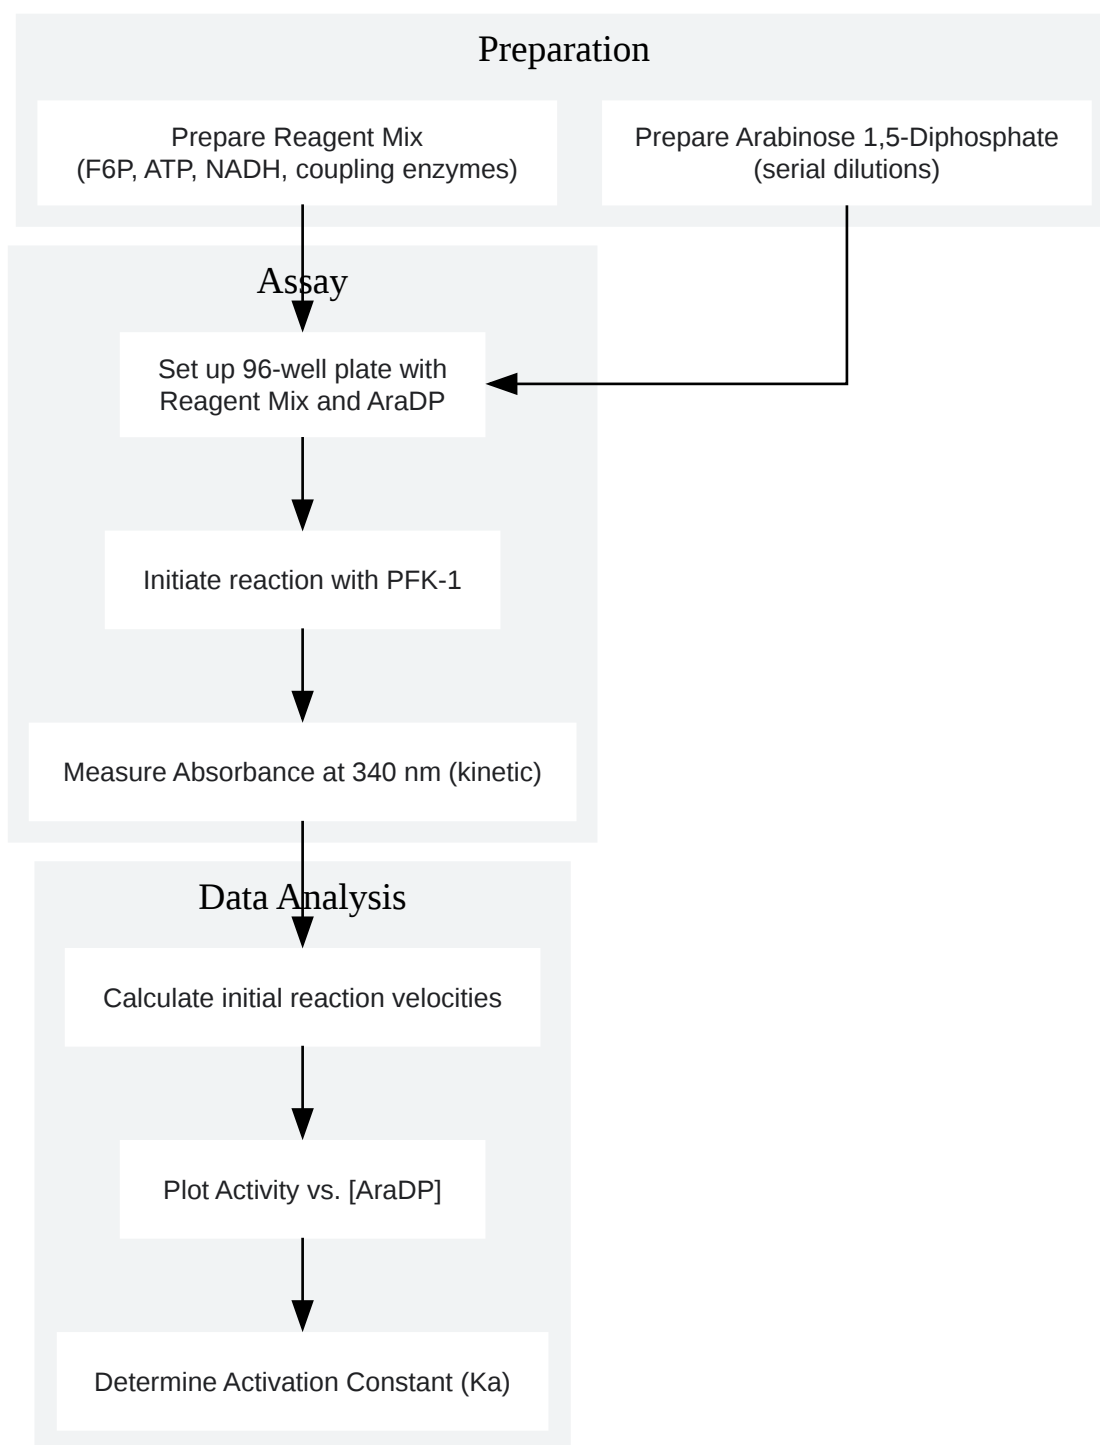 Preparation
Prepare Reagent Mix
(F6P, ATP, NADH, coupling enzymes)
Prepare Arabinose 1,5-Diphosphate
(serial dilutions)
Assay
Set up 96-well plate with
Reagent Mix and AraDP
Initiate reaction with PFK-1
Measure Absorbance at 340 nm (kinetic)
Data Analysis
Calculate initial reaction velocities
Plot Activity vs. [AraDP]
Determine Activation Constant (Ka)